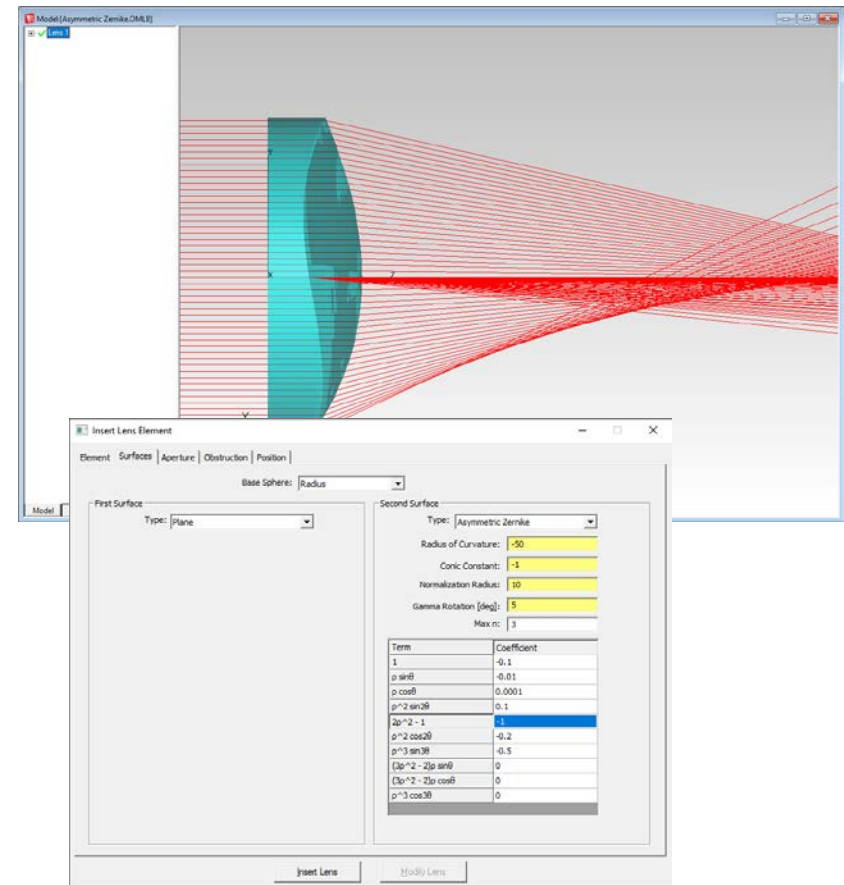 Model:[Asymmetric Zernike.OML8]
Lens 1
Y
X
Z
Model
Insert Lens Element
Element Surfaces Aperture Obstruction Position
Base Sphere: Radius
First Surface
Type: Plane
Second Surface
Type: Asymmetric Zernike
Radius of Curvature: -50
Conic Constant: -1
Normalization Radius: 10
Gamma Rotation [deg]: 5
Max n: 3
Term Coefficient
1 -0.1
ρ sinθ -0.01
ρ cosθ 0.0001
ρ^2 sin2θ 0.1
2ρ^2 - 1 -1
ρ^2 cos2θ -0.2
ρ^3 sin3θ -0.5
(3ρ^2 - 2)ρ sinθ 0
(3ρ^2 - 2)ρ cosθ 0
ρ^3 cos3θ 0
Insert Lens Modify Lens